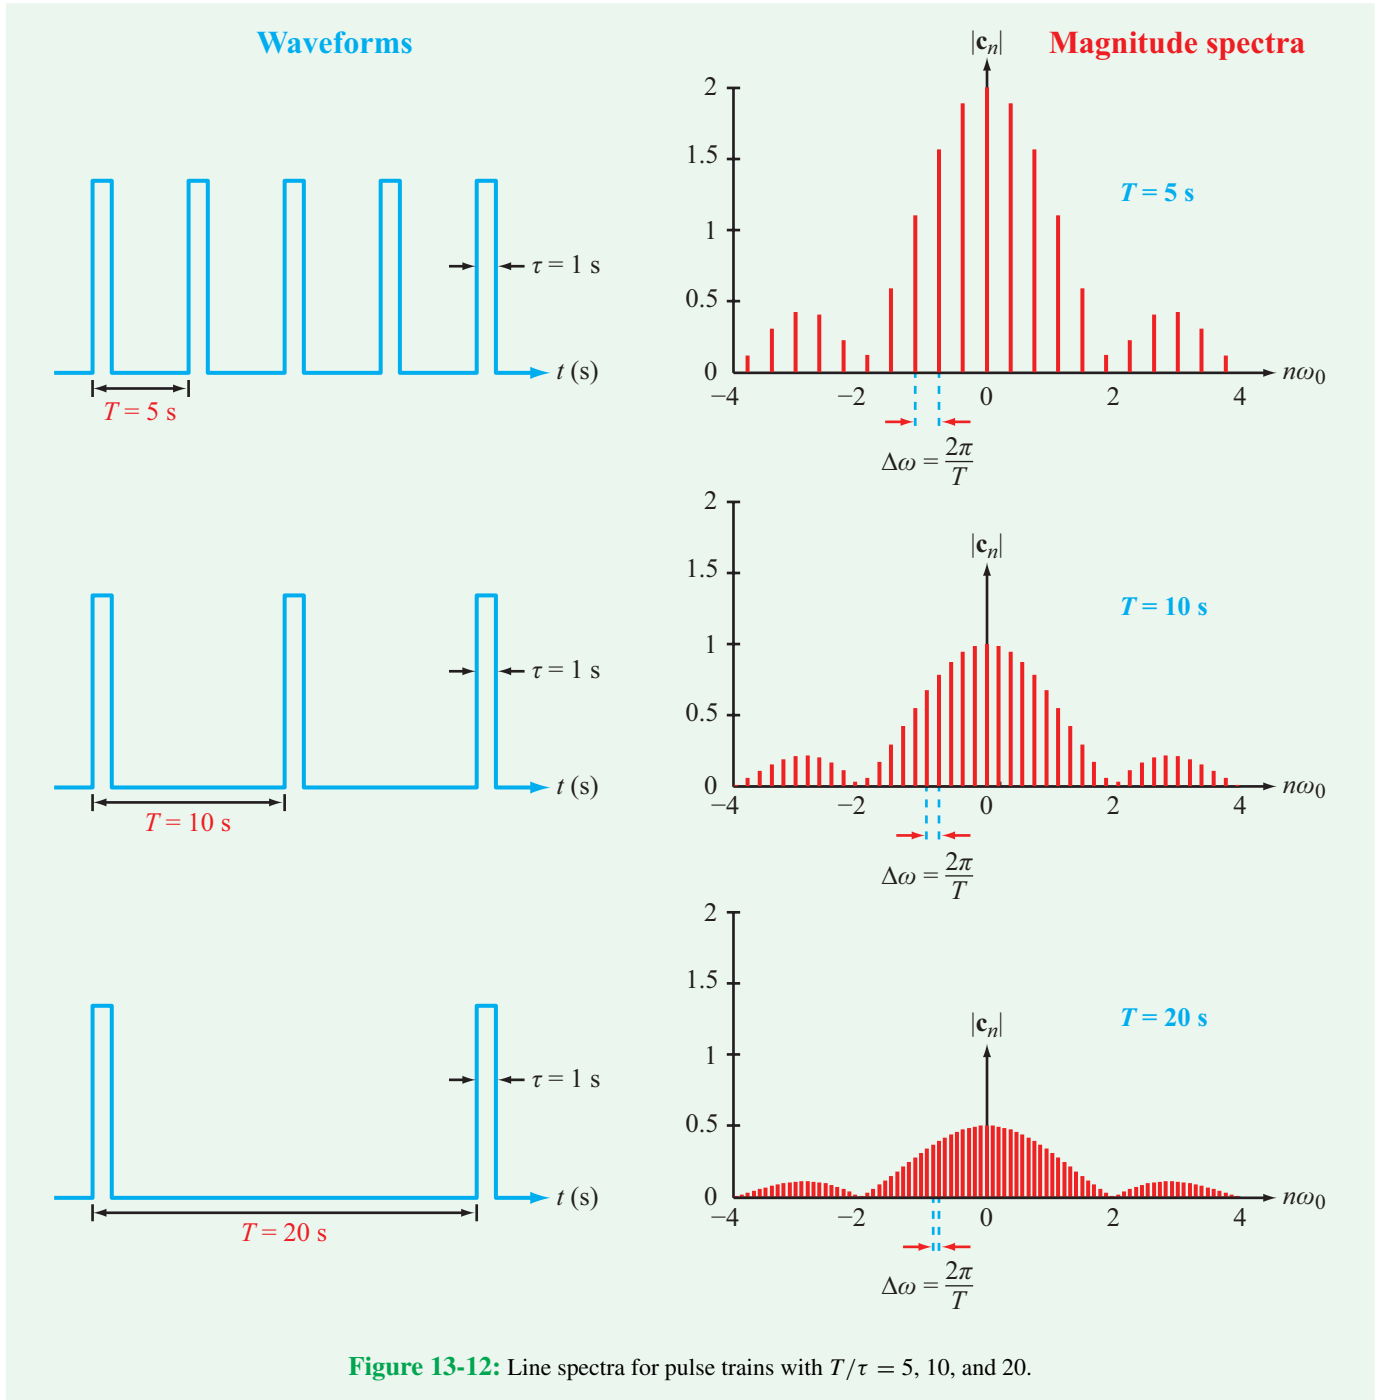 Waveforms
Magnitude spectra
τ = 1 s
t (s)
T = 5 s
|cₙ|
T = 5 s
2
1.5
1
0.5
0
−4
−2
0
2
4
nω₀
Δω = 2π/T
τ = 1 s
t (s)
T = 10 s
|cₙ|
T = 10 s
2
1.5
1
0.5
0
−4
−2
0
2
4
nω₀
Δω = 2π/T
τ = 1 s
t (s)
T = 20 s
|cₙ|
T = 20 s
2
1.5
1
0.5
0
−4
−2
0
2
4
nω₀
Δω = 2π/T
Figure 13-12: Line spectra for pulse trains with T/τ = 5, 10, and 20.